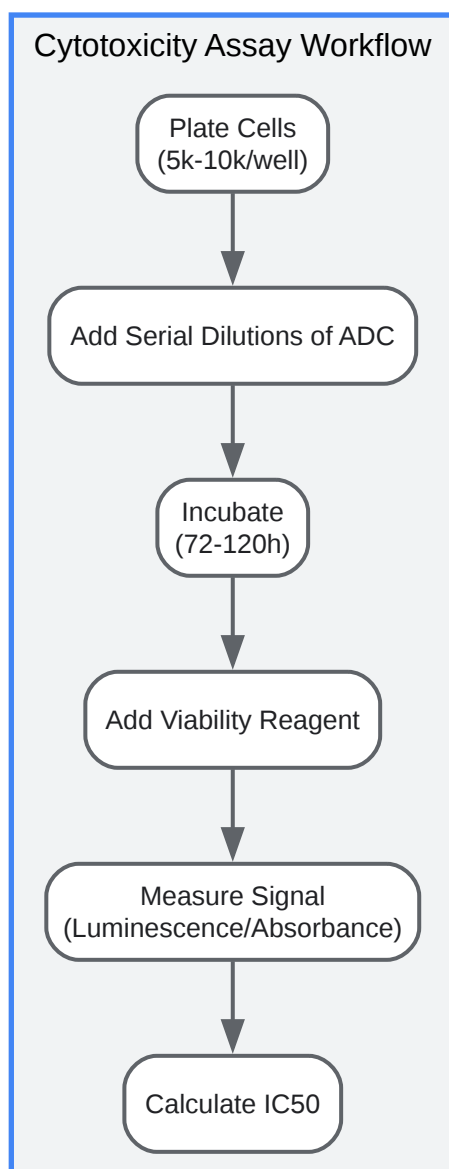 Cytotoxicity Assay Workflow
Plate Cells
(5k-10k/well)
Add Serial Dilutions of ADC
Incubate
(72-120h)
Add Viability Reagent
Measure Signal
(Luminescence/Absorbance)
Calculate IC50